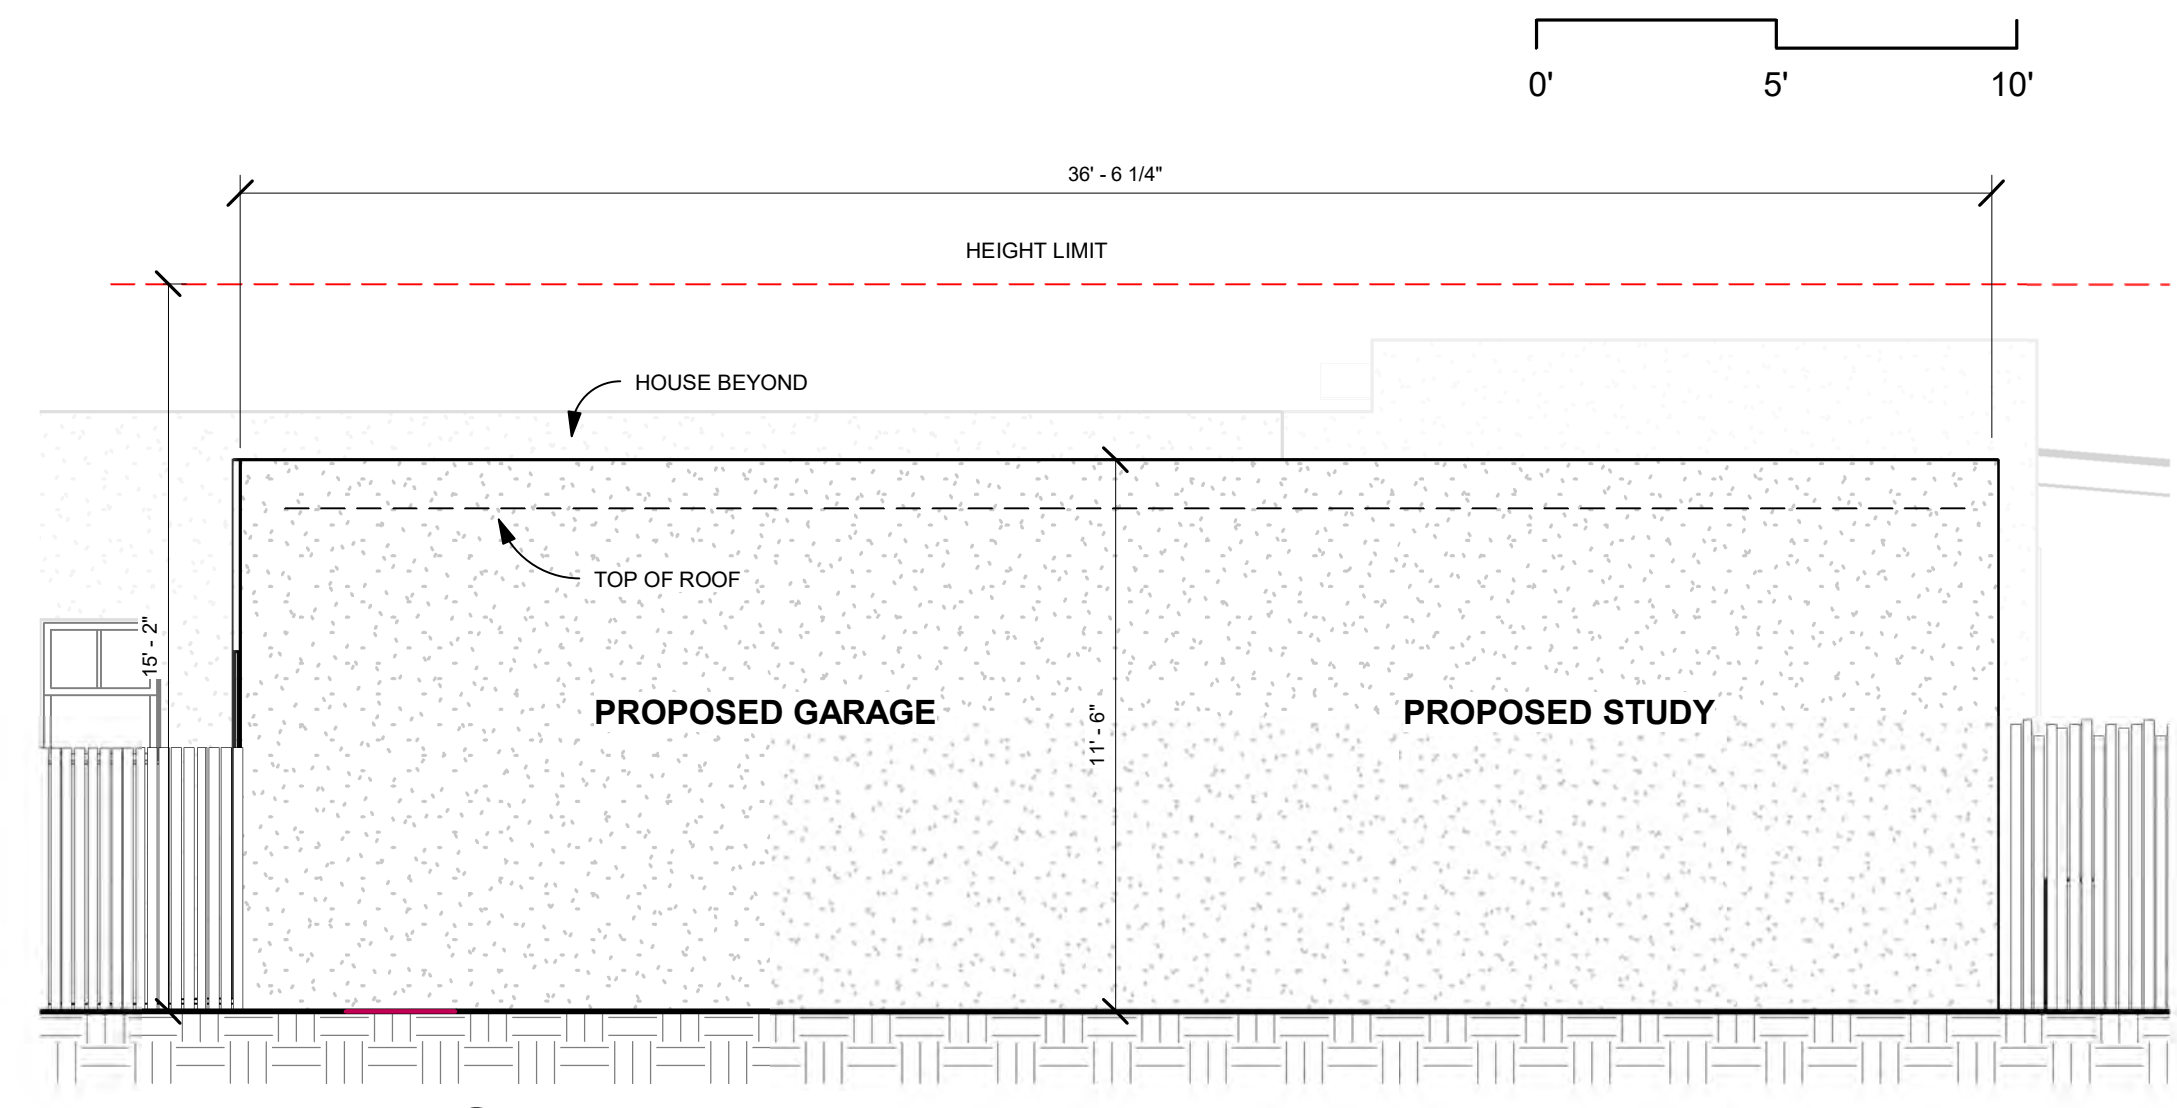 0' 5' 10'
36' - 6 1/4"
HEIGHT LIMIT
HOUSE BEYOND
TOP OF ROOF
15' - 2"
PROPOSED GARAGE
11' - 6"
PROPOSED STUDY